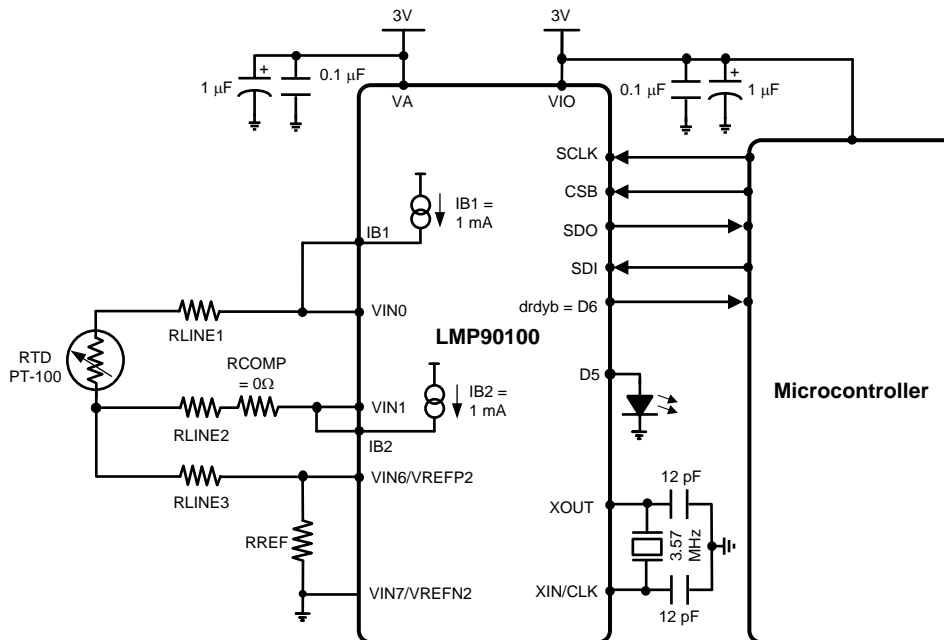 3V
3V
1 μF
+
0.1 μF
0.1 μF
+
1 μF
VA
VIO
SCLK
CSB
SDO
SDI
drdyb = D6
IB1 =
1 mA
IB1
VIN0
LMP90100
RLINE1
RTD
PT-100
RCOMP
= 0Ω
RLINE2
VIN1
IB2 =
1 mA
IB2
D5
Microcontroller
RLINE3
VIN6/VREFP2
RREF
VIN7/VREFN2
XOUT
12 pF
3.57
MHz
XIN/CLK
12 pF